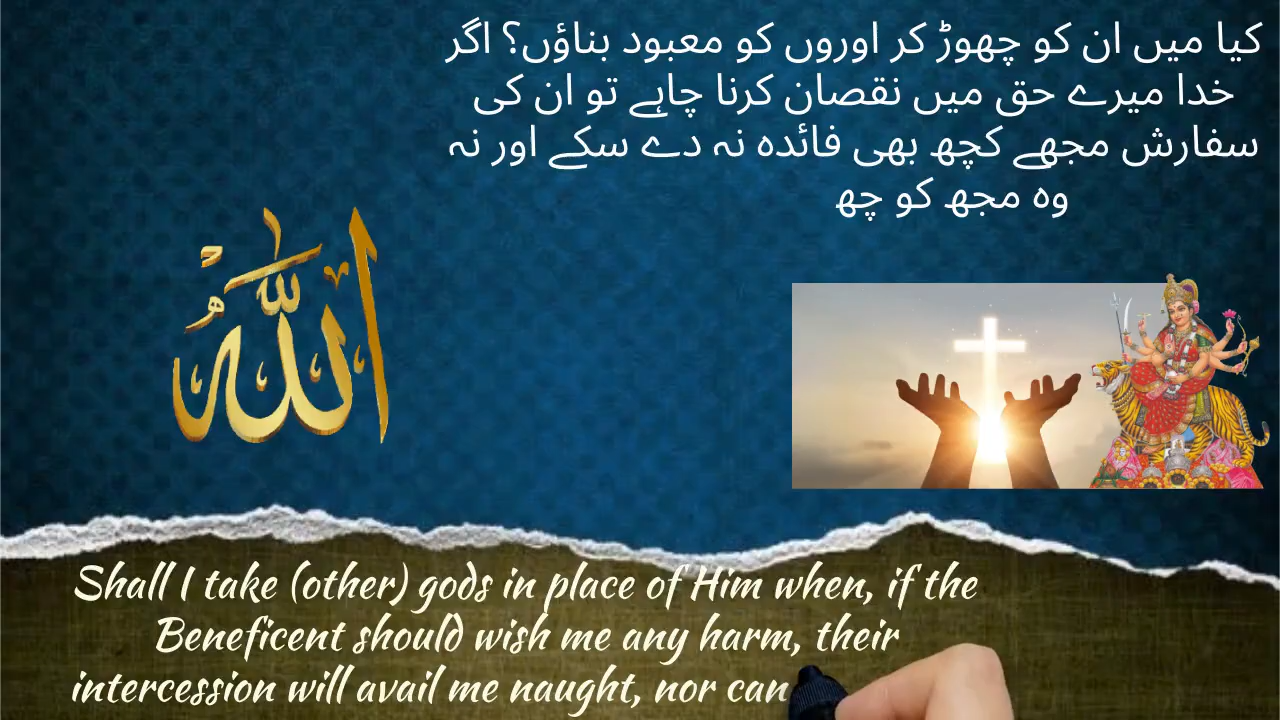 کیا میں ان کو چھوڑ کر اوروں کو معبود بناؤں؟ اگر
خدا میرے حق میں نقصان کرنا چاہے تو ان کی
سفارش مجھے کچھ بھی فائدہ نہ دے سکے اور نہ
وہ مجھ کو چھ
اللّٰهُ
Shall I take (other) gods in place of Him when, if the
Beneficent should wish me any harm, their
intercession will avail me naught, nor can